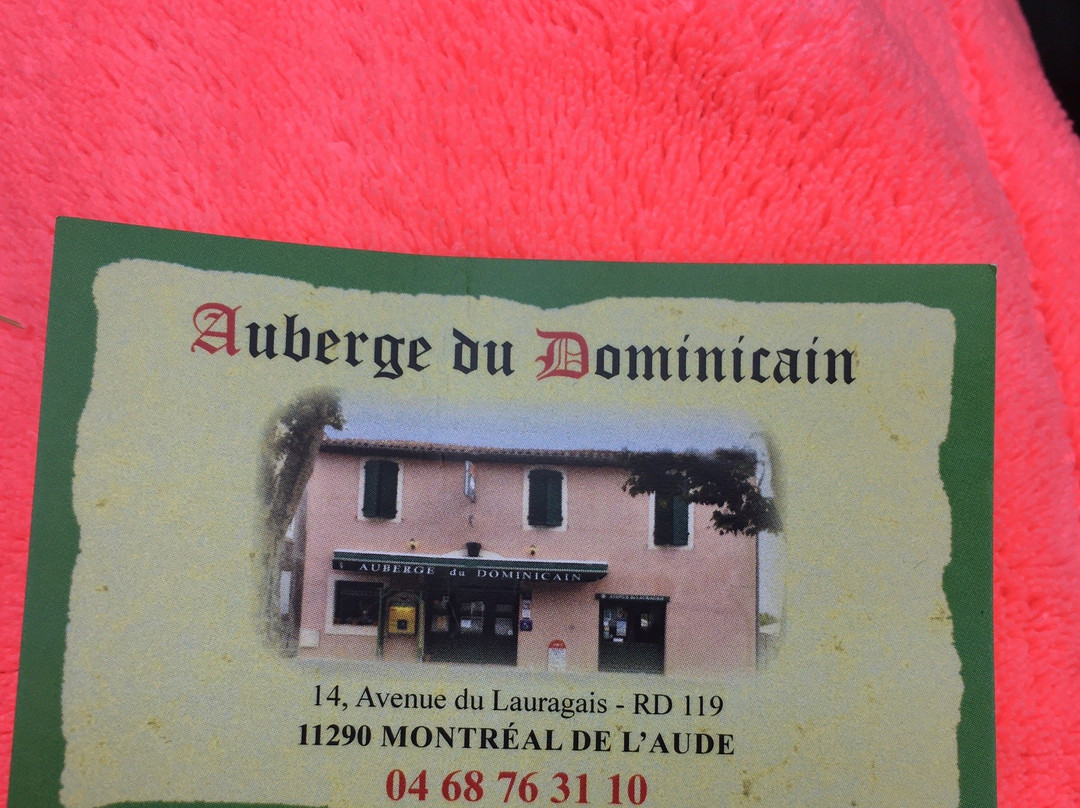 Auberge du Dominicain
AUBERGE du DOMINICAIN
14, Avenue du Lauragais - RD 119
11290 MONTRÉAL DE L'AUDE
04 68 76 31 10